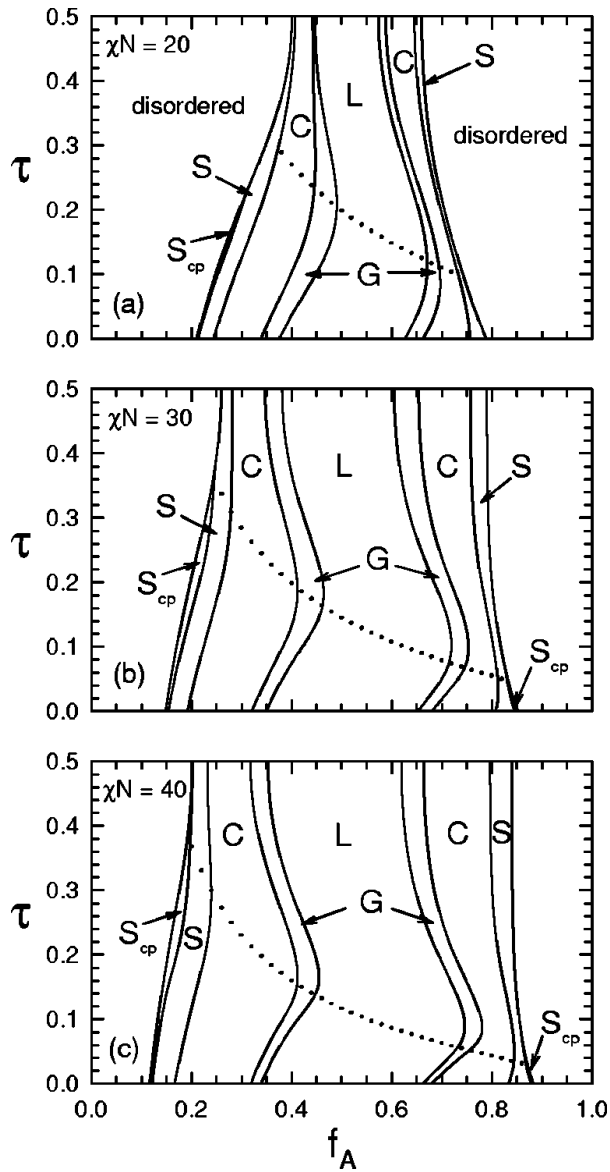 0.5
χN = 20
C
S
L
0.4
disordered
C
disordered
0.3
τ
S
0.2
S_cp
0.1
G
(a)
0.0
0.5
χN = 30
0.4
C
L
C
S
0.3
τ
S
G
0.2
S_cp
0.1
S_cp
(b)
0.0
0.5
χN = 40
0.4
C
L
C
S
0.3
τ
G
S_cp
S
0.2
0.1
S_cp
(c)
0.0
0.0 0.2 0.4 0.6 0.8 1.0
f_A